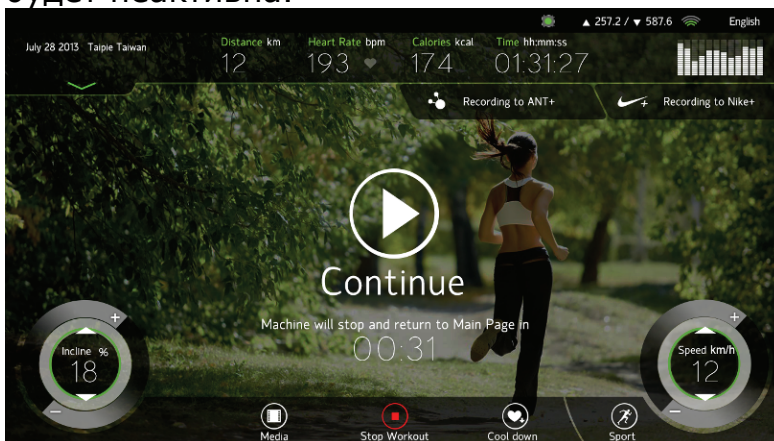 будет неактивна.
▲ 257.2 / ▼ 587.6 English
July 28 2013 Taipie Taiwan
Distance km Heart Rate bpm Calories kcal Time hh:mm:ss
12 193 174 01:31:27
Recording to ANT+ Recording to Nike+
Continue
Machine will stop and return to Main Page in
00:31
Incline %
18
Speed km/h
12
Media Stop Workout Cool down Sport